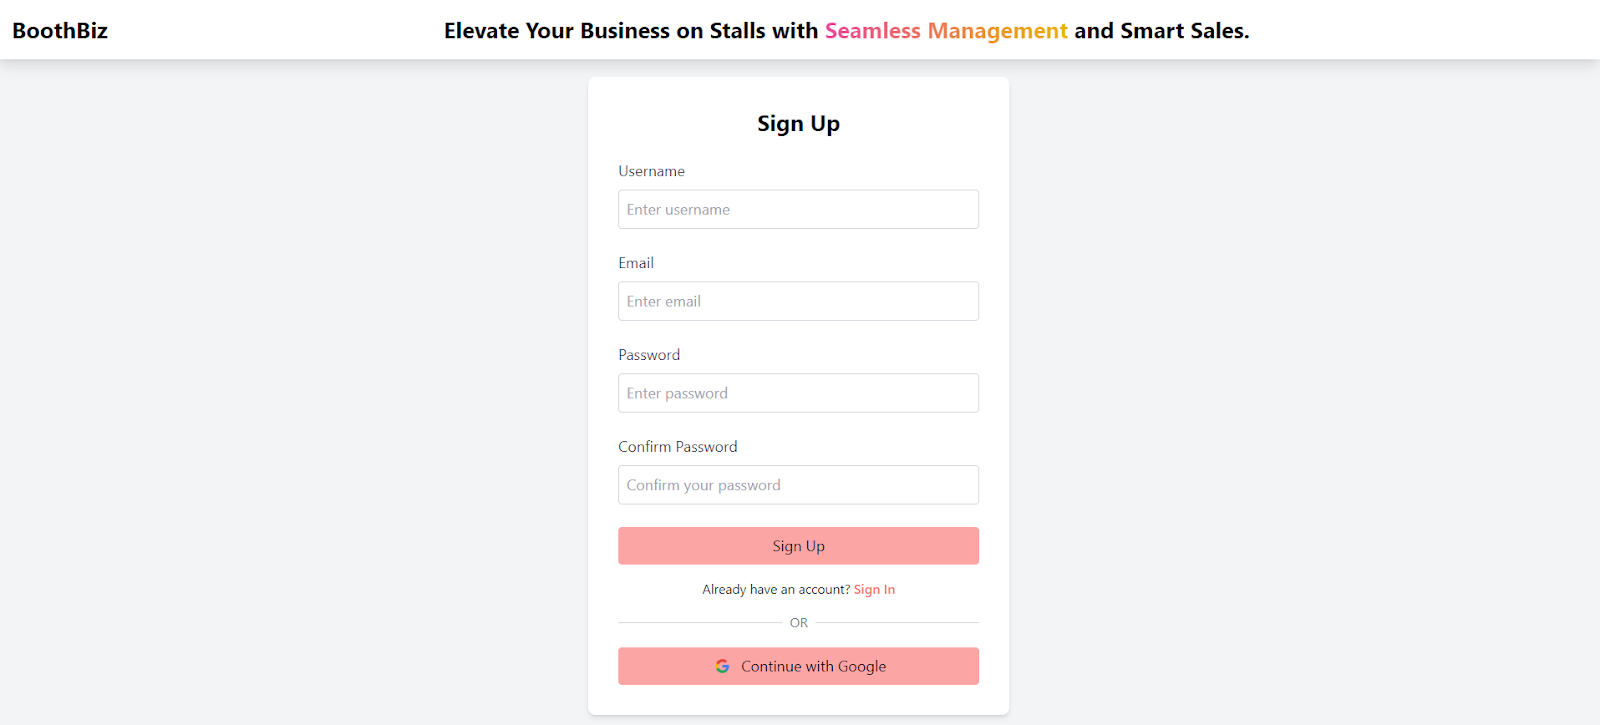 BoothBiz
Elevate Your Business on Stalls with Seamless Management and Smart Sales.
Sign Up
Username
Enter username
Email
Enter email
Password
Enter password
Confirm Password
Confirm your password
Sign Up
Already have an account? Sign In
OR
Continue with Google